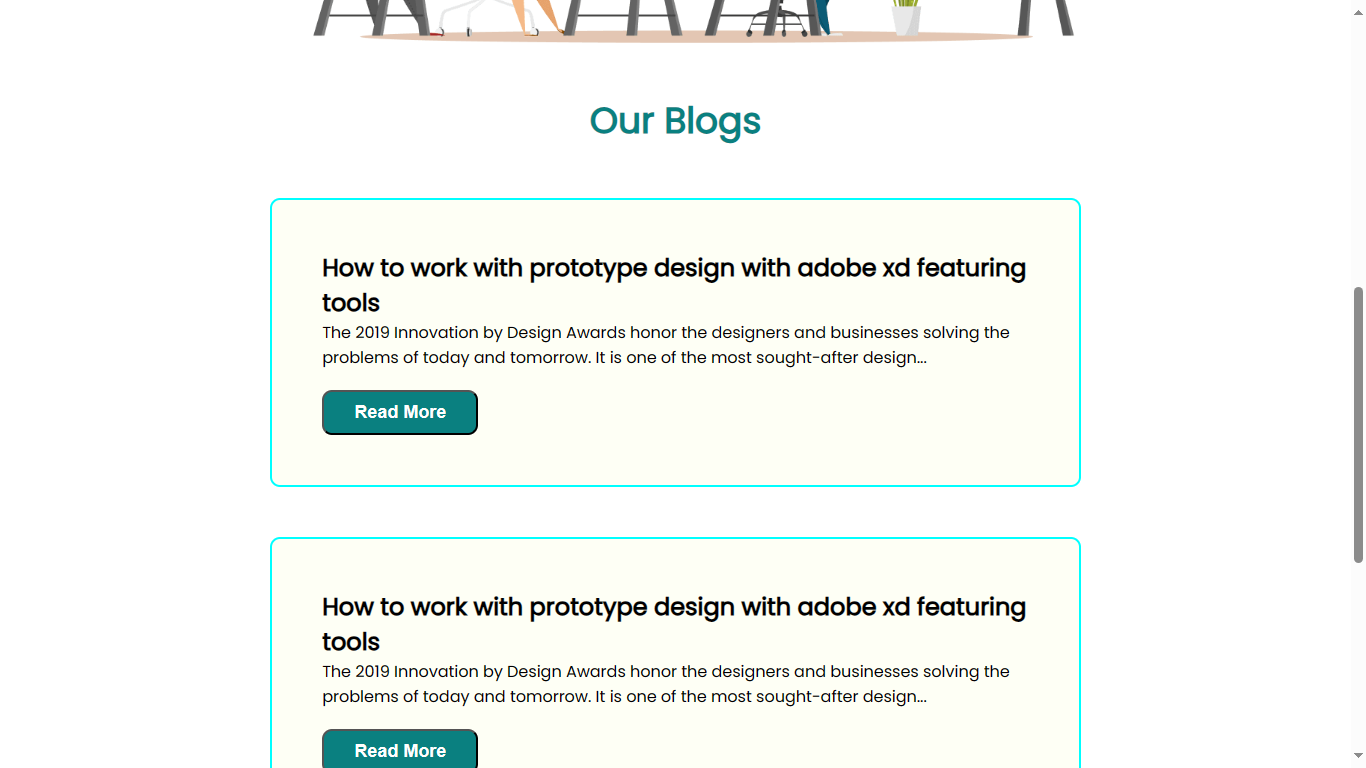 Our Blogs
How to work with prototype design with adobe xd featuring
tools
The 2019 Innovation by Design Awards honor the designers and businesses solving the
problems of today and tomorrow. It is one of the most sought-after design...
Read More
How to work with prototype design with adobe xd featuring
tools
The 2019 Innovation by Design Awards honor the designers and businesses solving the
problems of today and tomorrow. It is one of the most sought-after design...
Read More